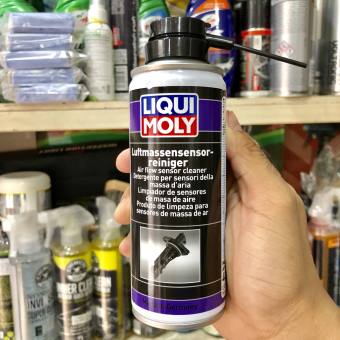 LIQUI
MOLY
Luftmassensensor-
reiniger
Air flow sensor cleaner
Detergente per sensori della
massa d'aria
Limpiador de sensores
de masa de aire
Produto de limpeza para
sensores de massa de ar
Germany